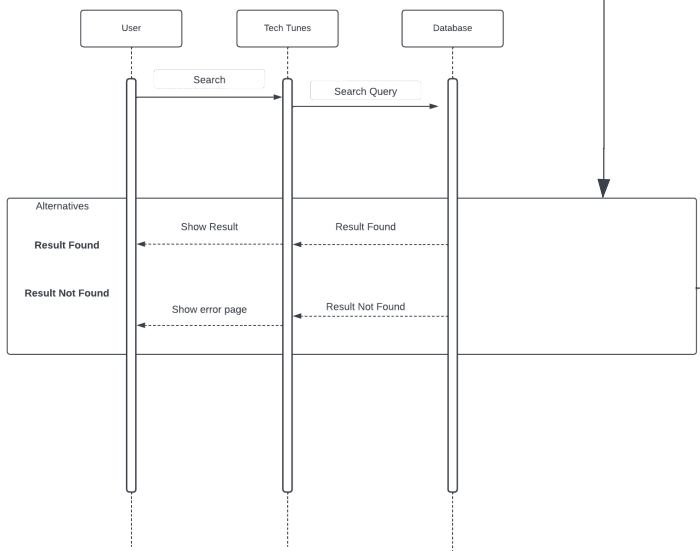 User
Tech Tunes
Database
Search
Search Query
Alternatives
Show Result
Result Found
Result Found
Result Not Found
Result Not Found
Show error page